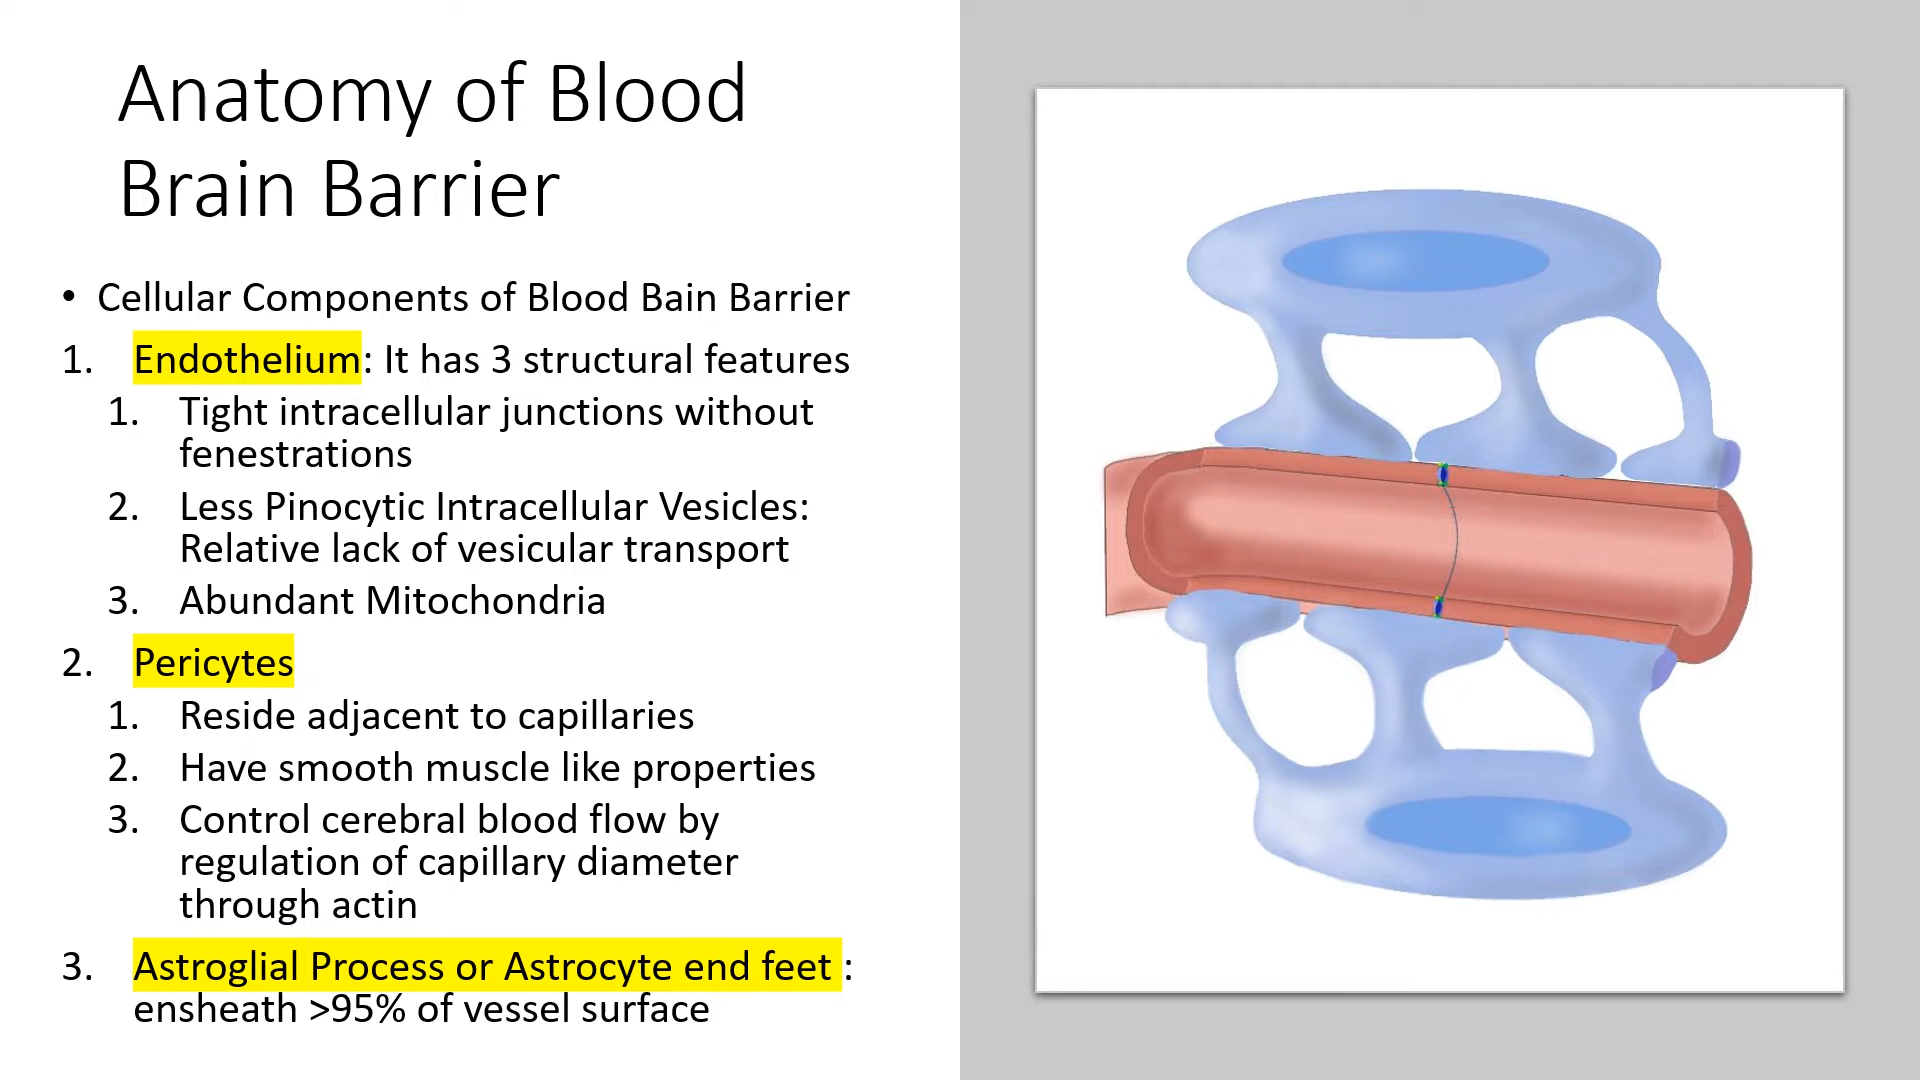 Anatomy of Blood
Brain Barrier
• Cellular Components of Blood Bain Barrier
1. Endothelium: It has 3 structural features
1. Tight intracellular junctions without
fenestrations
2. Less Pinocytic Intracellular Vesicles:
Relative lack of vesicular transport
3. Abundant Mitochondria
2. Pericytes
1. Reside adjacent to capillaries
2. Have smooth muscle like properties
3. Control cerebral blood flow by
regulation of capillary diameter
through actin
3. Astroglial Process or Astrocyte end feet :
ensheath >95% of vessel surface